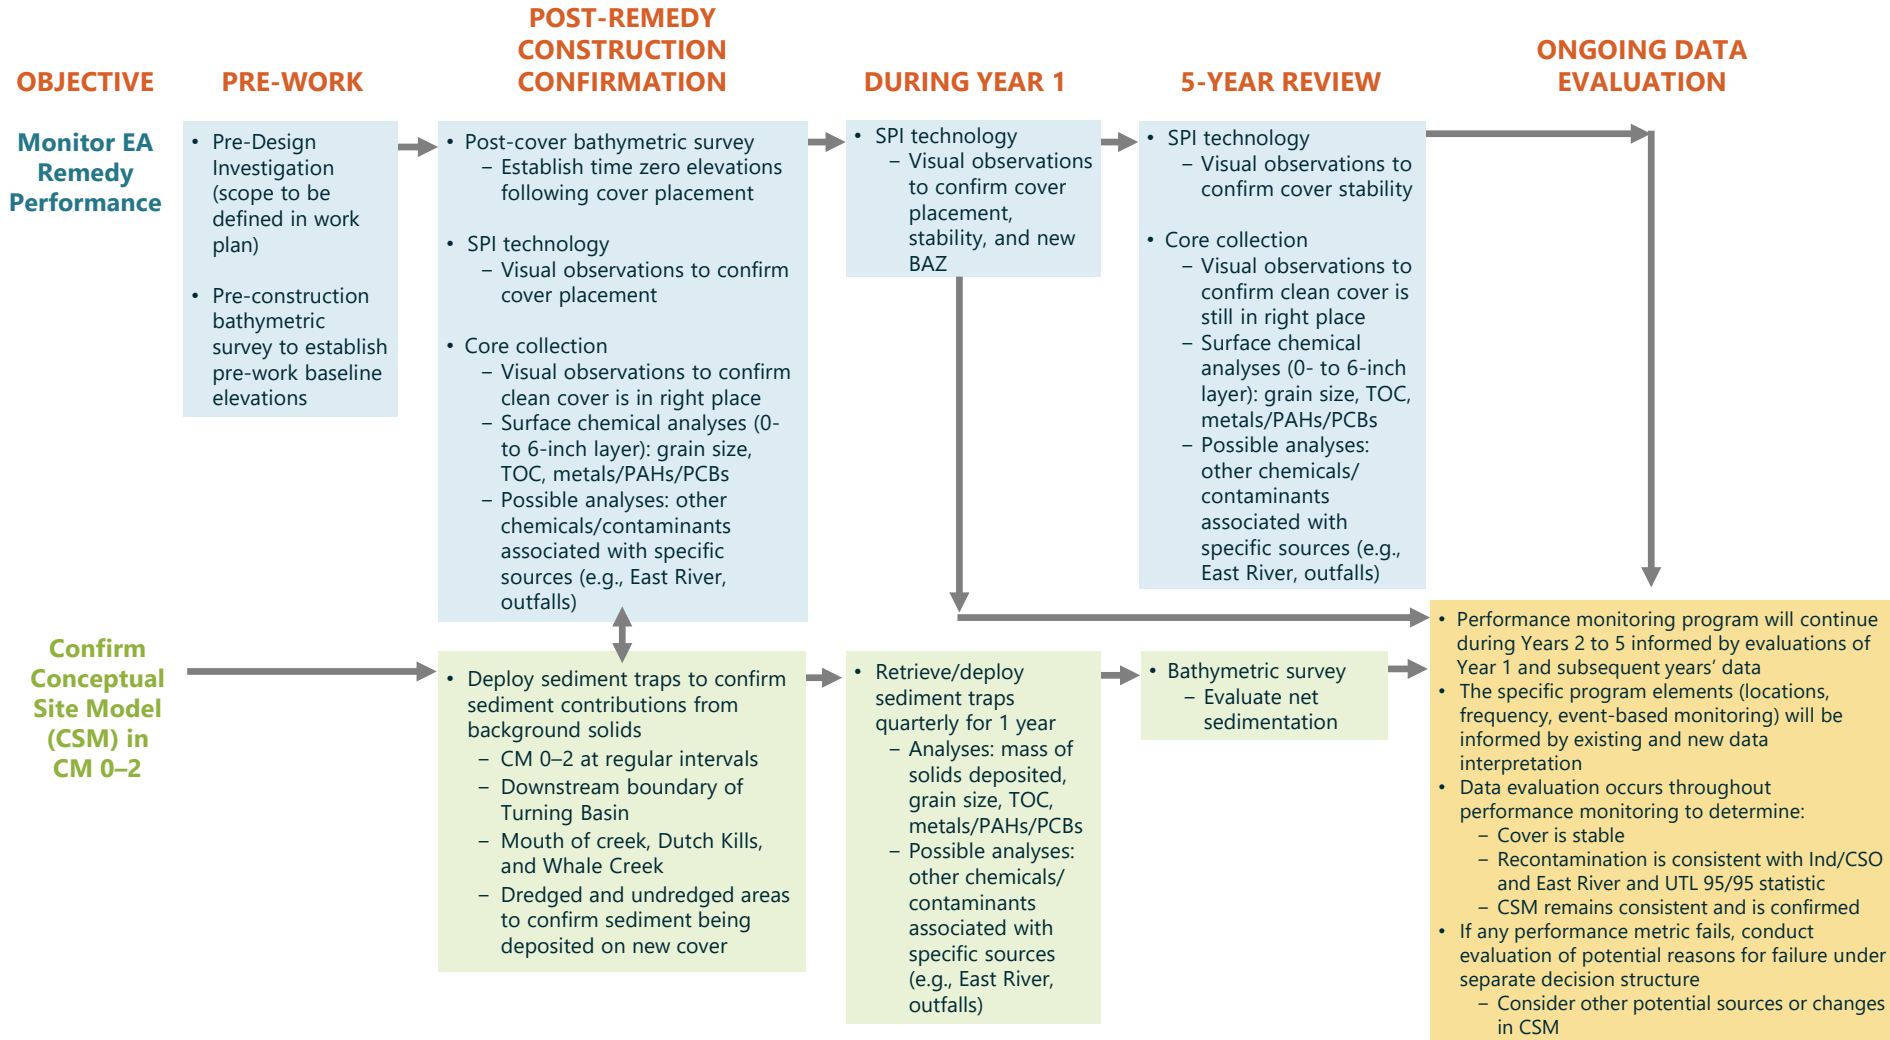 OBJECTIVE
PRE-WORK
POST-REMEDY
CONSTRUCTION
CONFIRMATION
DURING YEAR 1
5-YEAR REVIEW
ONGOING DATA
EVALUATION
Monitor EA
Remedy
Performance
• Pre-Design
Investigation
(scope to be
defined in work
plan)
• Pre-construction
bathymetric
survey to establish
pre-work baseline
elevations
• Post-cover bathymetric survey
– Establish time zero elevations
following cover placement
• SPI technology
– Visual observations to confirm
cover placement
• Core collection
– Visual observations to confirm
clean cover is in right place
– Surface chemical analyses (0-
to 6-inch layer): grain size,
TOC, metals/PAHs/PCBs
– Possible analyses: other
chemicals/contaminants
associated with specific
sources (e.g., East River,
outfalls)
• SPI technology
– Visual observations
to confirm cover
placement,
stability, and new
BAZ
• SPI technology
– Visual observations to
confirm cover stability
• Core collection
– Visual observations to
confirm clean cover is
still in right place
– Surface chemical
analyses (0- to 6-inch
layer): grain size, TOC,
metals/PAHs/PCBs
– Possible analyses:
other chemicals/
contaminants
associated with
specific sources (e.g.,
East River, outfalls)
Confirm
Conceptual
Site Model
(CSM) in
CM 0–2
• Deploy sediment traps to confirm
sediment contributions from
background solids
– CM 0–2 at regular intervals
– Downstream boundary of
Turning Basin
– Mouth of creek, Dutch Kills,
and Whale Creek
– Dredged and undredged areas
to confirm sediment being
deposited on new cover
• Retrieve/deploy
sediment traps
quarterly for 1 year
– Analyses: mass of
solids deposited,
grain size, TOC,
metals/PAHs/PCBs
– Possible analyses:
other chemicals/
contaminants
associated with
specific sources
(e.g., East River,
outfalls)
• Bathymetric survey
– Evaluate net
sedimentation
• Performance monitoring program will continue
during Years 2 to 5 informed by evaluations of
Year 1 and subsequent years’ data
• The specific program elements (locations,
frequency, event-based monitoring) will be
informed by existing and new data
interpretation
• Data evaluation occurs throughout
performance monitoring to determine:
– Cover is stable
– Recontamination is consistent with Ind/CSO
and East River and UTL 95/95 statistic
– CSM remains consistent and is confirmed
• If any performance metric fails, conduct
evaluation of potential reasons for failure under
separate decision structure
– Consider other potential sources or changes
in CSM